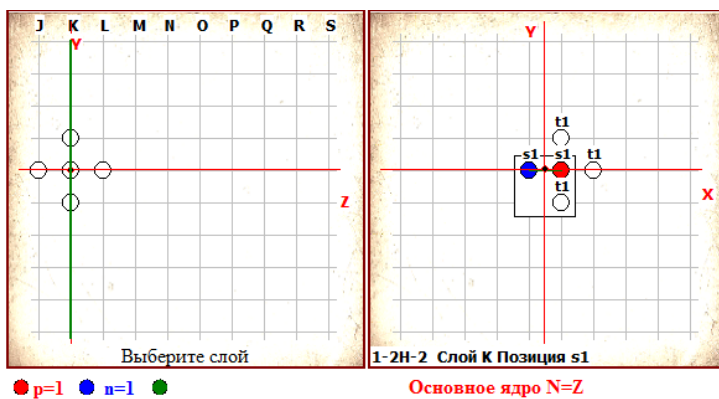 J K L M N O P Q R S
Y
Z
Выберите слой
Y
t1
s1 s1 t1
t1
X
1-2H-2 Слой K Позиция s1
p=1 n=1
Основное ядро N=Z